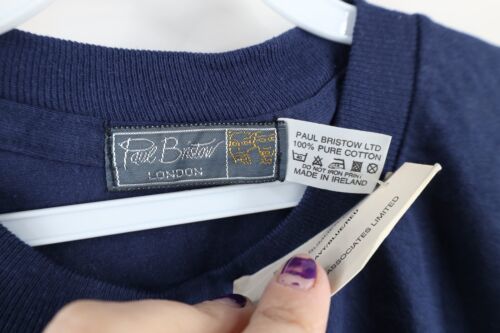 Paul Bristow
LONDON
PAUL BRISTOW LTD
100% PURE COTTON
DO NOT IRON PRINT
MADE IN IRELAND
ASSOCIATES LIMITED